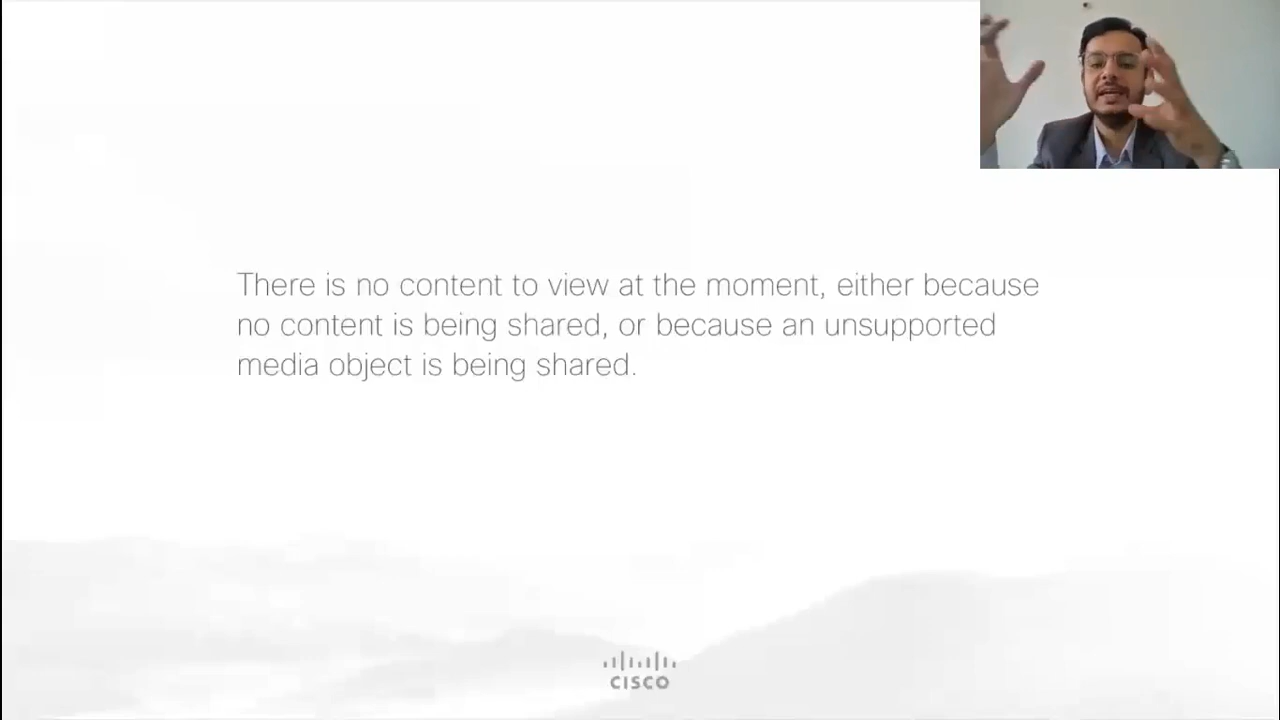 There is no content to view at the moment, either because
no content is being shared, or because an unsupported
media object is being shared.
CISCO